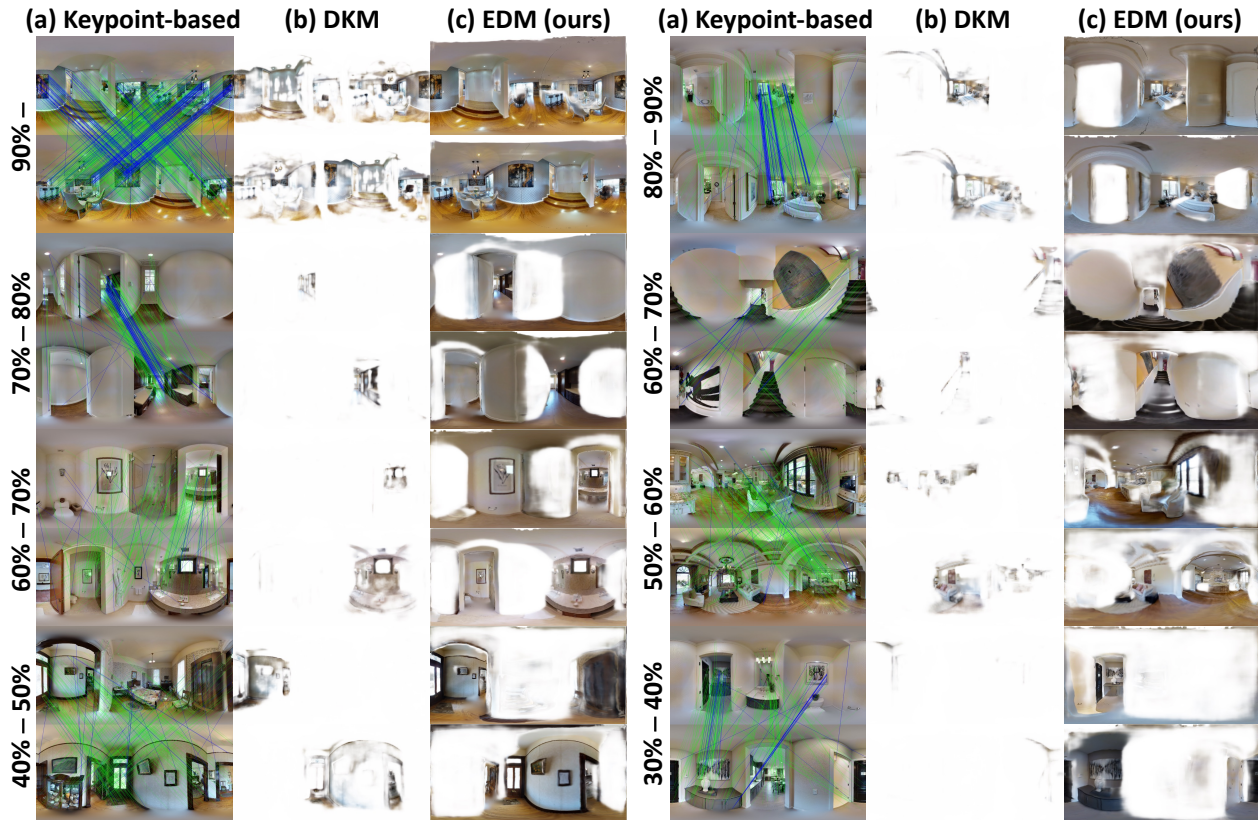 (a) Keypoint-based (b) DKM (c) EDM (ours) (a) Keypoint-based (b) DKM (c) EDM (ours)
90% –
80% – 90%
70% – 80%
60% – 70%
60% – 70%
50% – 60%
40% – 50%
30% – 40%